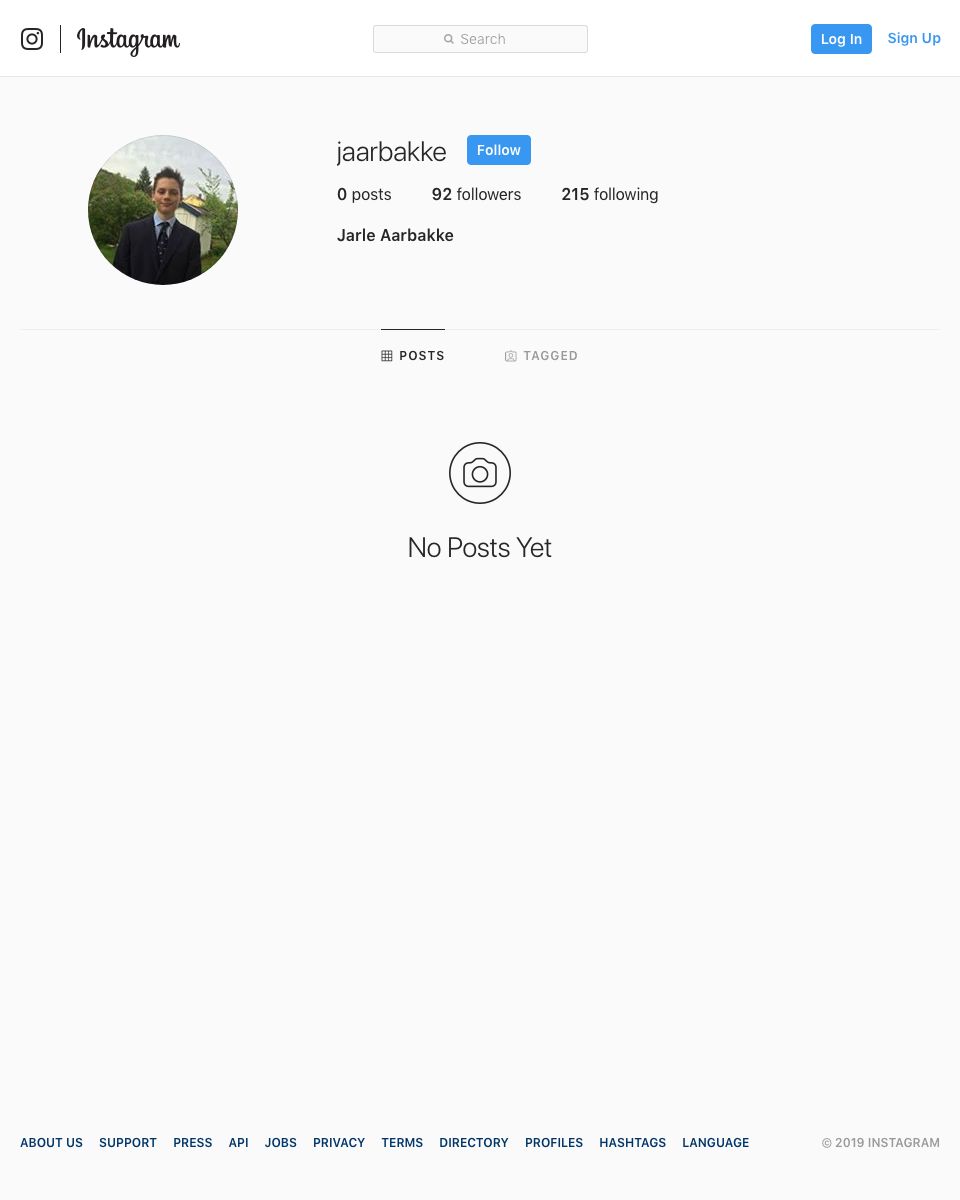 Instagram Search Log In Sign Up
jaarbakke Follow
0 posts 92 followers 215 following
Jarle Aarbakke
POSTS TAGGED
No Posts Yet
ABOUT US SUPPORT PRESS API JOBS PRIVACY TERMS DIRECTORY PROFILES HASHTAGS LANGUAGE © 2019 INSTAGRAM